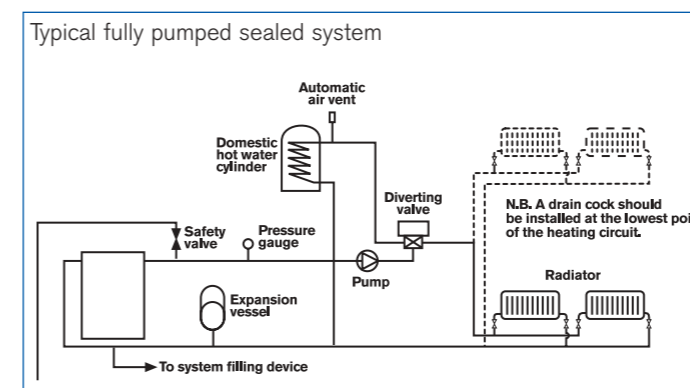 Typical fully pumped sealed system
Automatic
air vent
Domestic
hot water
cylinder
Diverting
valve
N.B. A drain cock should
be installed at the lowest
of the heating circuit.
Safety
valve
Pressure
gauge
Pump
Radiator
Expansion
vessel
To system filling device